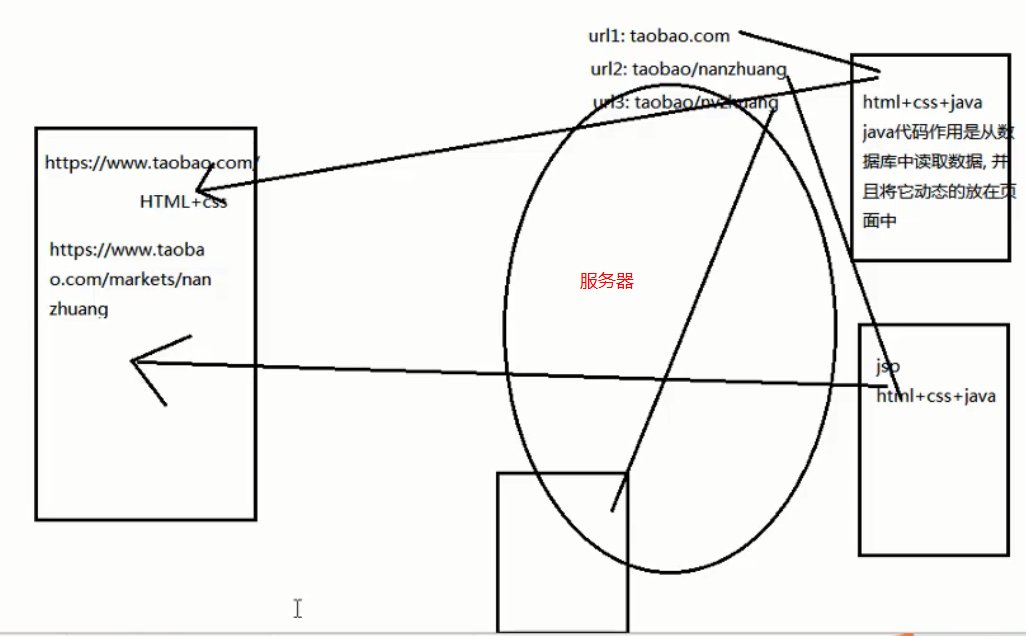 url1: taobao.com
url2: taobao/nanzhuang
url3: taobao/nvzhuang
html+css+java
java代码作用是从数
据库中读取数据, 并
且将它动态的放在页
面中
https://www.taobao.com/
HTML+css
https://www.taoba
o.com/markets/nan
zhuang
服务器
jsp
html+css+java